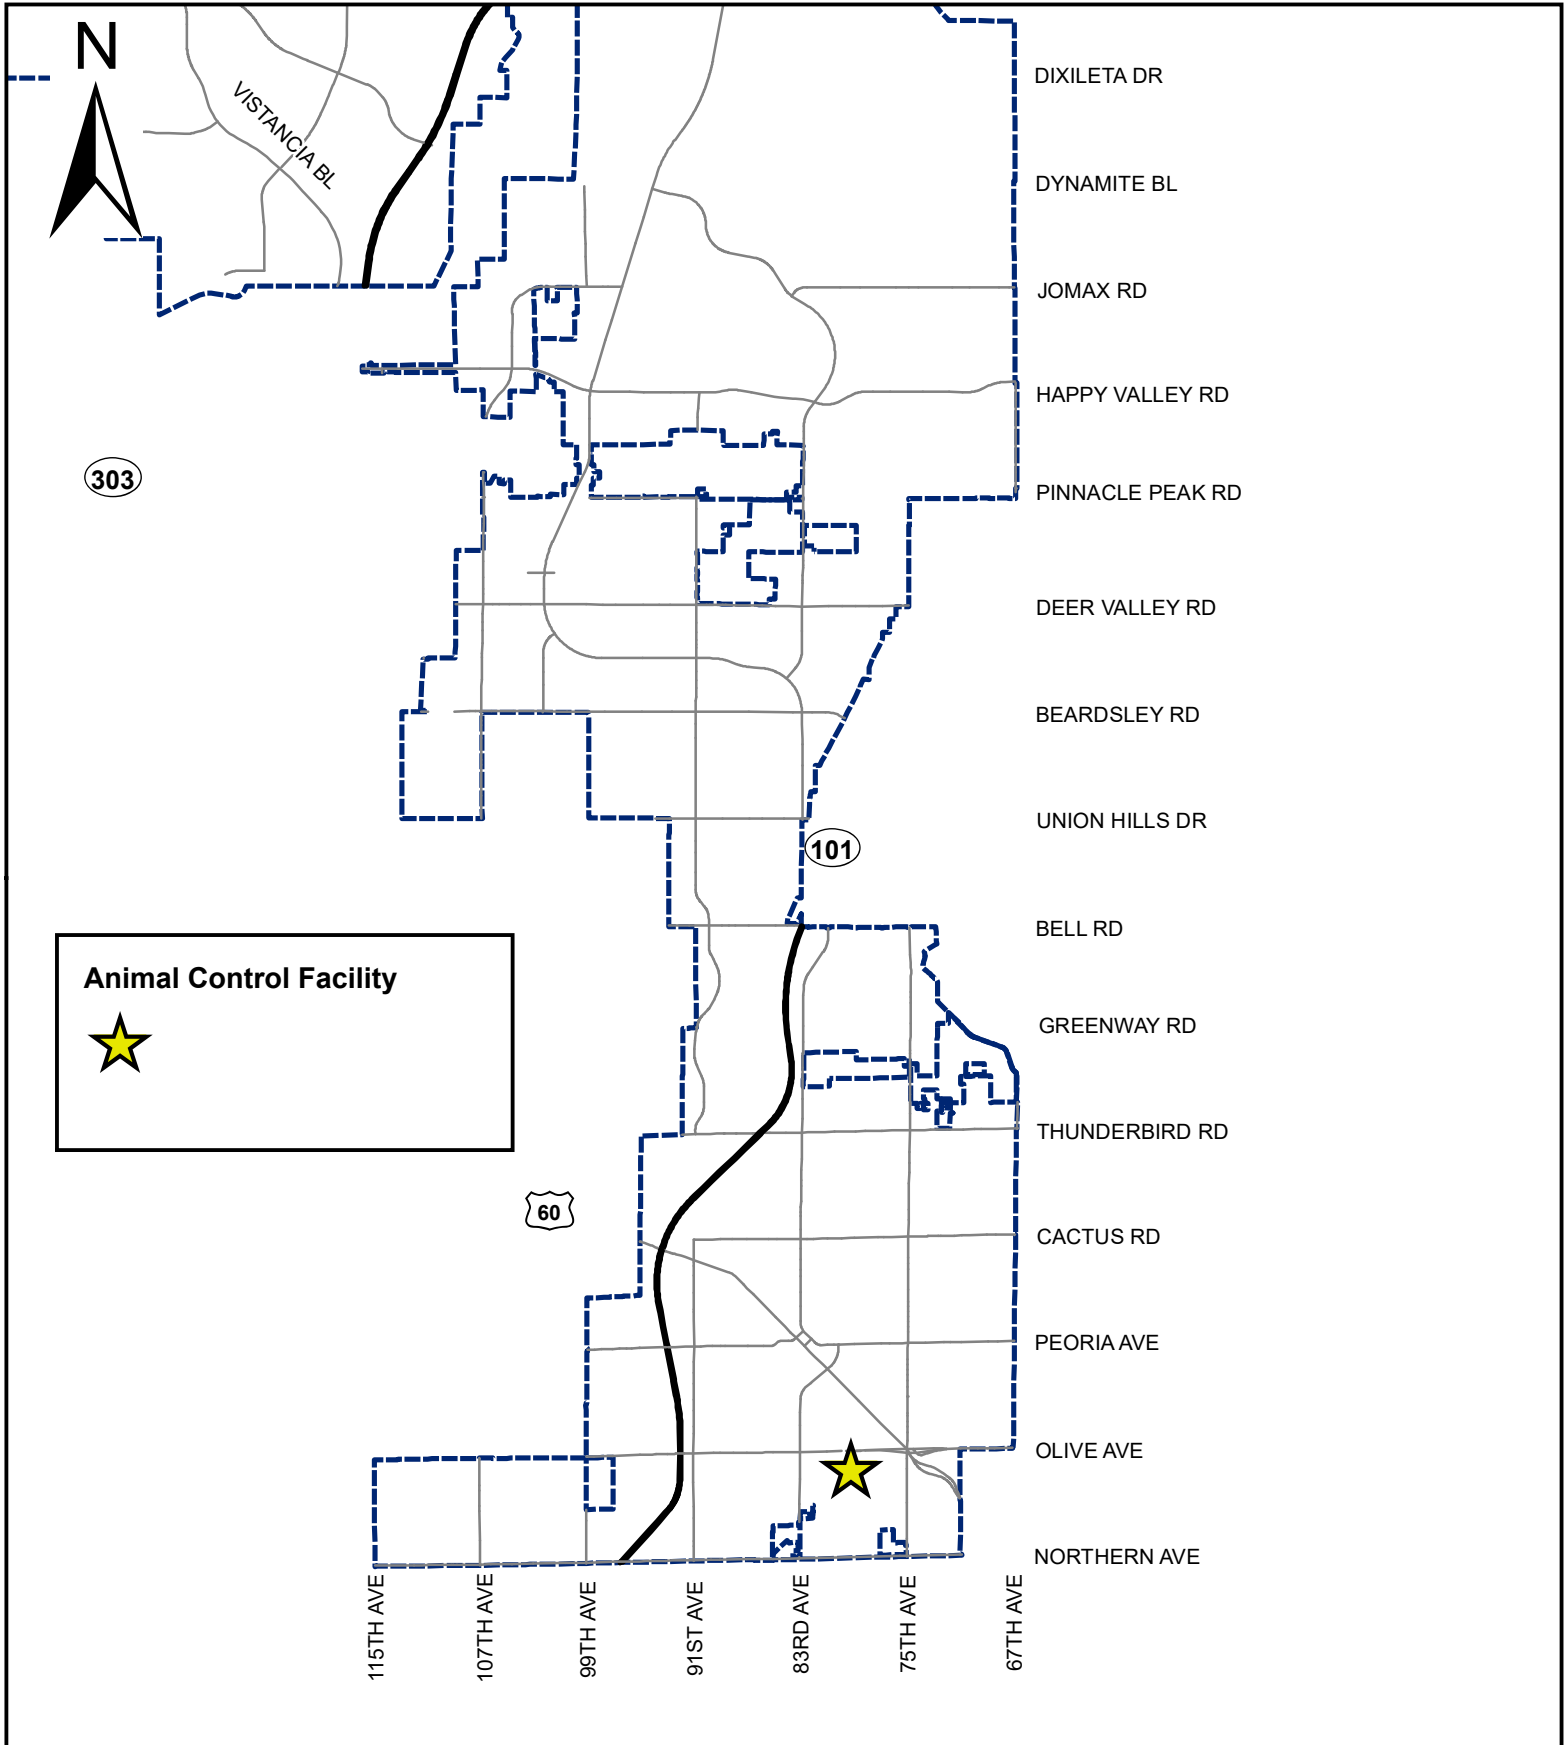 N
VISTANCIA BL
DIXILETA DR
DYNAMITE BL
JOMAX RD
HAPPY VALLEY RD
303
PINNACLE PEAK RD
DEER VALLEY RD
BEARDSLEY RD
UNION HILLS DR
101
BELL RD
Animal Control Facility
GREENWAY RD
THUNDERBIRD RD
60
CACTUS RD
PEORIA AVE
OLIVE AVE
NORTHERN AVE
115TH AVE
107TH AVE
99TH AVE
91ST AVE
83RD AVE
75TH AVE
67TH AVE